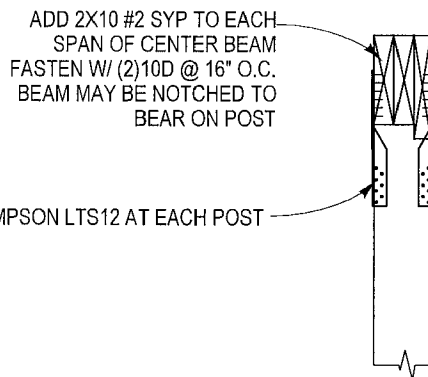 ADD 2X10 #2 SYP TO EACH
SPAN OF CENTER BEAM
FASTEN W/ (2)10D @ 16" O.C.
BEAM MAY BE NOTCHED TO
BEAR ON POST
MPSON LTS12 AT EACH POST